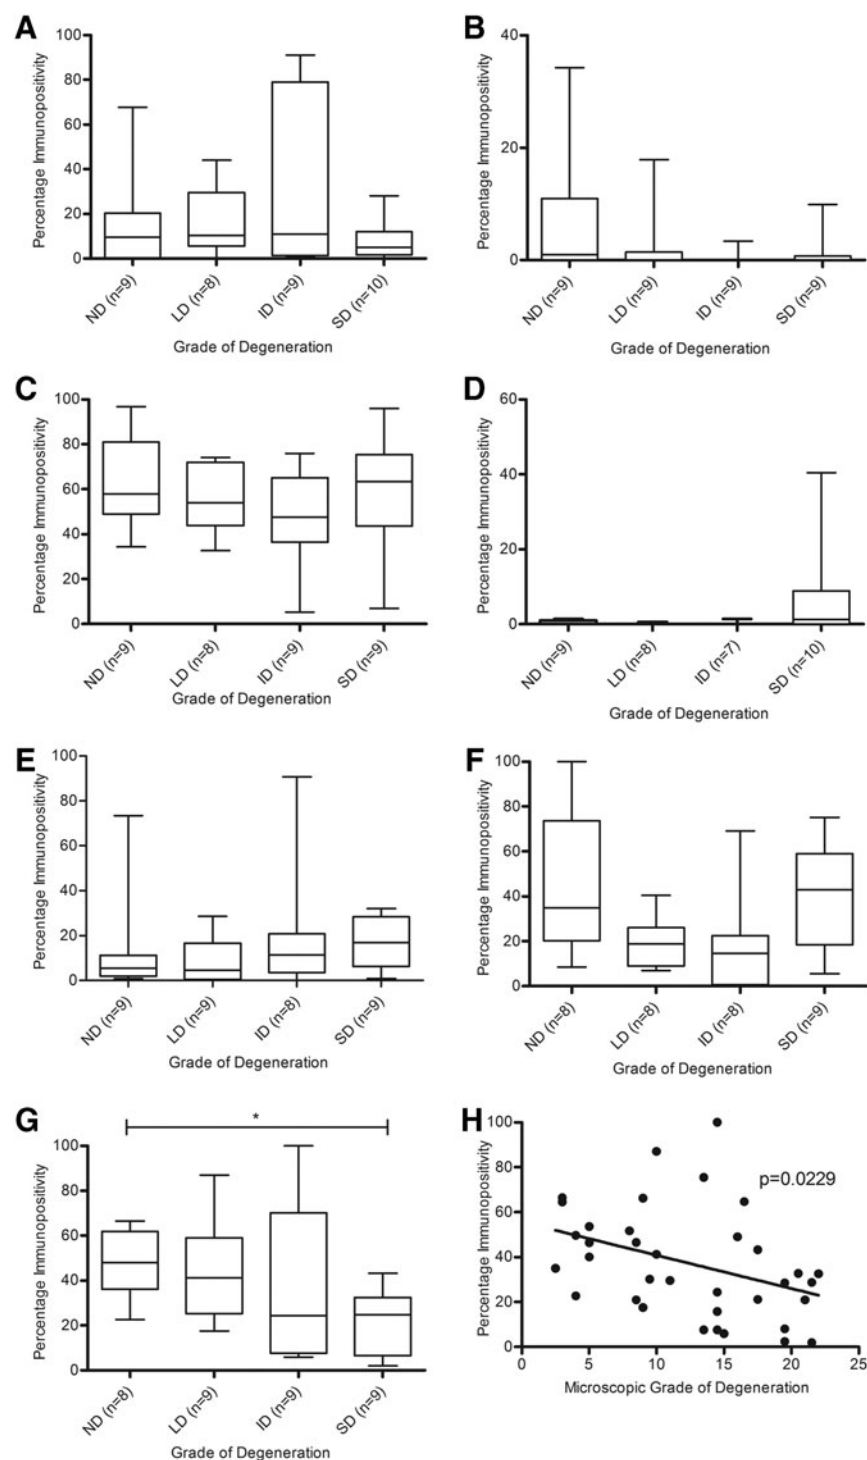 A
Percentage Immunopositivity
100
80
60
40
20
0
ND (n=9)
LD (n=8)
ID (n=9)
SD (n=10)
Grade of Degeneration
B
Percentage Immunopositivity
40
20
0
ND (n=9)
LD (n=9)
ID (n=9)
SD (n=9)
Grade of Degeneration
C
Percentage Immunopositivity
100
80
60
40
20
0
ND (n=9)
LD (n=8)
ID (n=9)
SD (n=9)
Grade of Degeneration
D
Percentage Immunopositivity
60
40
20
0
ND (n=9)
LD (n=8)
ID (n=7)
SD (n=10)
Grade of Degeneration
E
Percentage Immunopositivity
100
80
60
40
20
0
ND (n=9)
LD (n=9)
ID (n=8)
SD (n=9)
Grade of Degeneration
F
Percentage Immunopositivity
100
80
60
40
20
0
ND (n=8)
LD (n=8)
ID (n=8)
SD (n=9)
Grade of Degeneration
G
*
Percentage Immunopositivity
100
80
60
40
20
0
ND (n=8)
LD (n=9)
ID (n=9)
SD (n=9)
Grade of Degeneration
H
Percentage Immunopositivity
100
80
60
40
20
0
p=0.0229
0 5 10 15 20 25
Microscopic Grade of Degeneration